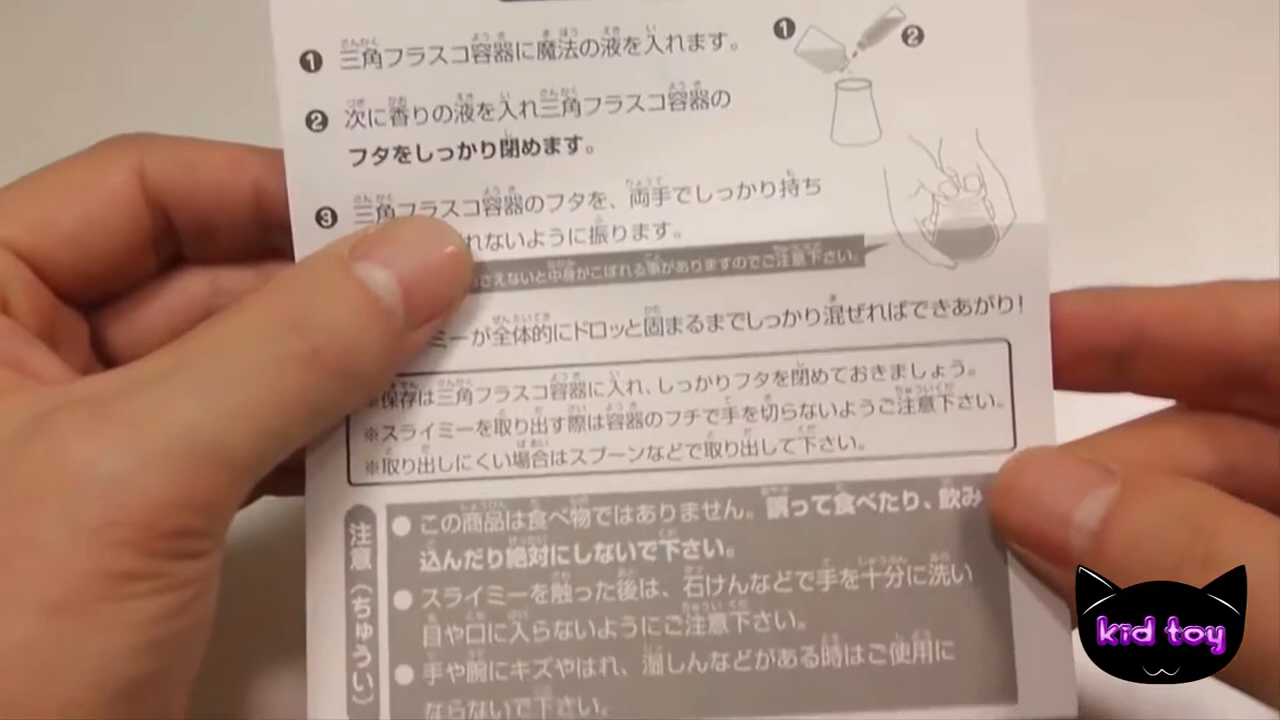 ❶ 三角フラスコ容器に魔法の液を入れます。
❶
❷
❷ 次に香りの液を入れ三角フラスコ容器の
フタをしっかり閉めます。
❸ 三角フラスコ容器のフタを、両手でしっかり持ち
れないように振ります。
さえないと中身がこぼれる事がありますのでご注意下さい。
ミーが全体的にドロッと固まるまでしっかり混ぜればできあがり!
※保存は三角フラスコ容器に入れ、しっかりフタを閉めておきましょう。
※スライミーを取り出す際は容器のフチで手を切らないようご注意下さい。
※取り出しにくい場合はスプーンなどで取り出して下さい。
注意(ちゅうい)
● この商品は食べ物ではありません。誤って食べたり、飲み
込んだり絶対にしないで下さい。
● スライミーを触った後は、石けんなどで手を十分に洗い
目や口に入らないようにご注意下さい。
● 手や腕にキズやはれ、湿しんなどがある時はご使用に
ならないで下さい。
kid toy